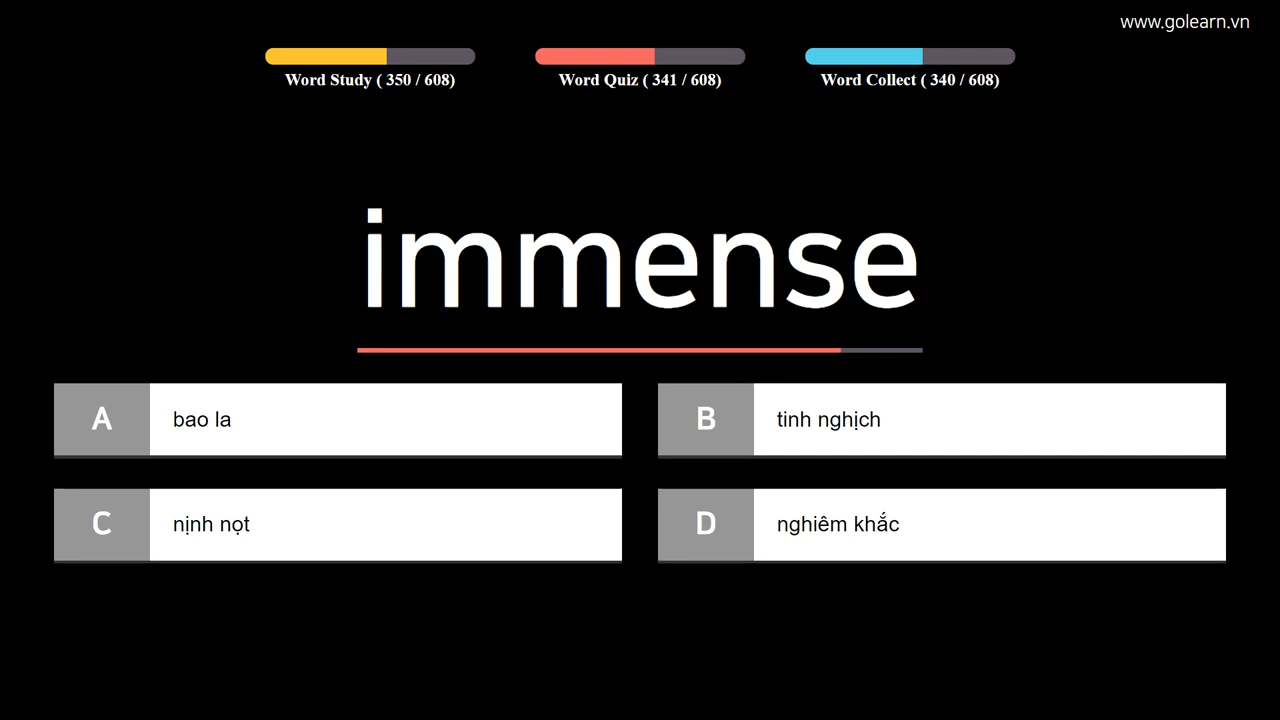 www.golearn.vn
Word Study ( 350 / 608)
Word Quiz ( 341 / 608)
Word Collect ( 340 / 608)
immense
A bao la
B tinh nghịch
C nịnh nọt
D nghiêm khắc